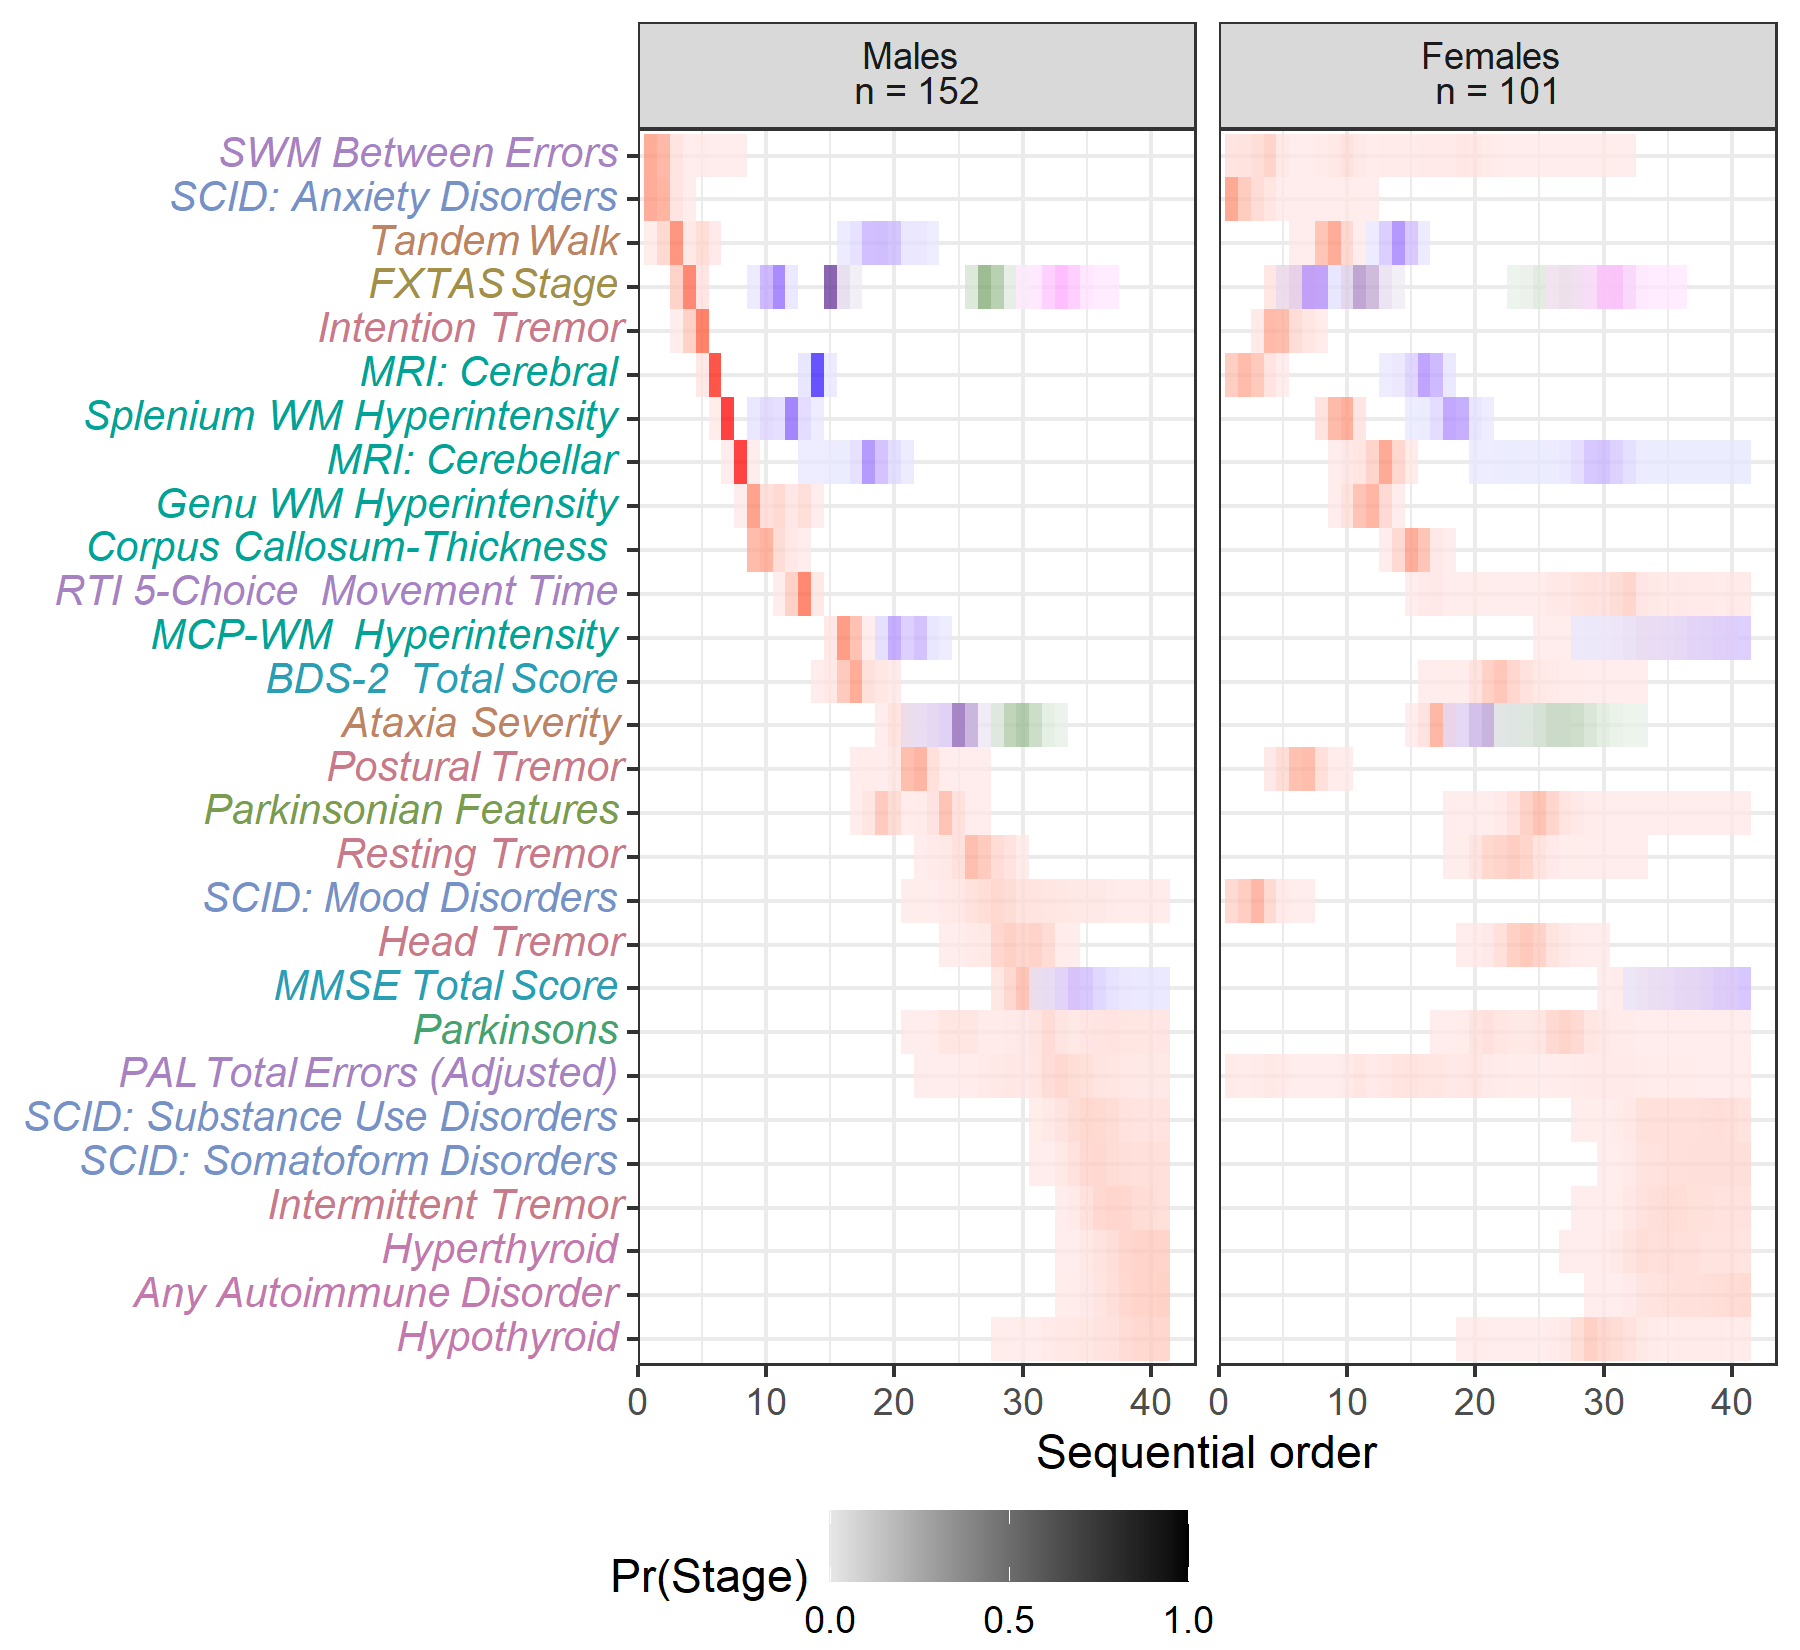 Males
n = 152
Females
n = 101
SWM Between Errors
SCID: Anxiety Disorders
Tandem Walk
FXTAS Stage
Intention Tremor
MRI: Cerebral
Splenium WM Hyperintensity
MRI: Cerebellar
Genu WM Hyperintensity
Corpus Callosum-Thickness
RTI 5-Choice Movement Time
MCP-WM Hyperintensity
BDS-2 Total Score
Ataxia Severity
Postural Tremor
Parkinsonian Features
Resting Tremor
SCID: Mood Disorders
Head Tremor
MMSE Total Score
Parkinsons
PAL Total Errors (Adjusted)
SCID: Substance Use Disorders
SCID: Somatoform Disorders
Intermittent Tremor
Hyperthyroid
Any Autoimmune Disorder
Hypothyroid
0 10 20 30 40 0 10 20 30 40
Sequential order
Pr(Stage)
0.0 0.5 1.0